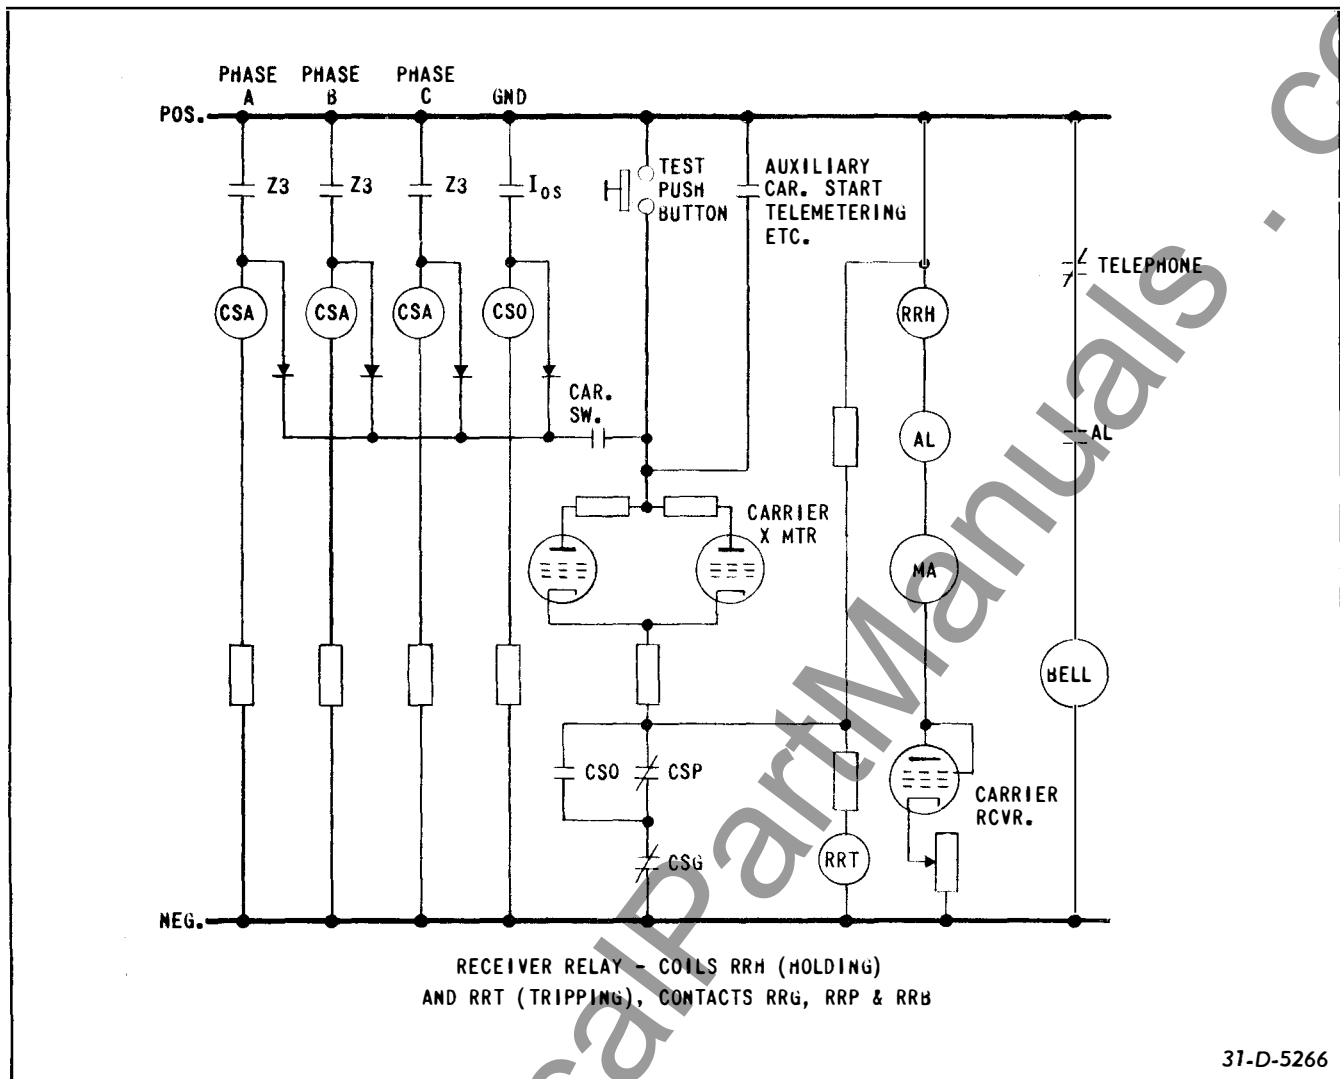 PHASE A
PHASE B
PHASE C
GND
POS.
Z3
Z3
Z3
Ios
TEST
PUSH
BUTTON
AUXILIARY
CAR. START
TELEMETERING
ETC.
TELEPHONE
CSA
CSA
CSA
CSO
RRH
CAR.
SW.
AL
AL
CARRIER
X MTR
MA
BELL
CSO
CSP
CARRIER
RCVR.
CSG
RRT
NEG.
RECEIVER RELAY - COILS RRH (HOLDING)
AND RRT (TRIPPING), CONTACTS RRG, RRP & RRB
31-D-5266
calPartManuals . co